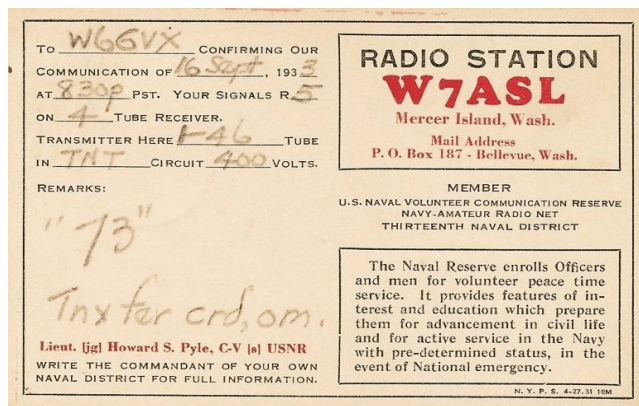 TO W6GVX CONFIRMING OUR
COMMUNICATION OF 16 Sept, 1933
AT 830p PST. YOUR SIGNALS R 5
ON 4 TUBE RECEIVER.
TRANSMITTER HERE 1-46 TUBE
IN TNT CIRCUIT 400 VOLTS.
REMARKS:
"73"
Tnx fer crd, om.
Lieut. [jg] Howard S. Pyle, C-V [s] USNR
WRITE THE COMMANDANT OF YOUR OWN
NAVAL DISTRICT FOR FULL INFORMATION.
RADIO STATION
W7ASL
Mercer Island, Wash.
Mail Address
P. O. Box 187 - Bellevue, Wash.
MEMBER
U.S. NAVAL VOLUNTEER COMMUNICATION RESERVE
NAVY-AMATEUR RADIO NET
THIRTEENTH NAVAL DISTRICT
The Naval Reserve enrolls Officers
and men for volunteer peace time
service. It provides features of in-
terest and education which prepare
them for advancement in civil life
and for active service in the Navy
with pre-determined status, in the
event of National emergency.
N. Y. P. S. 4-27.31 10M